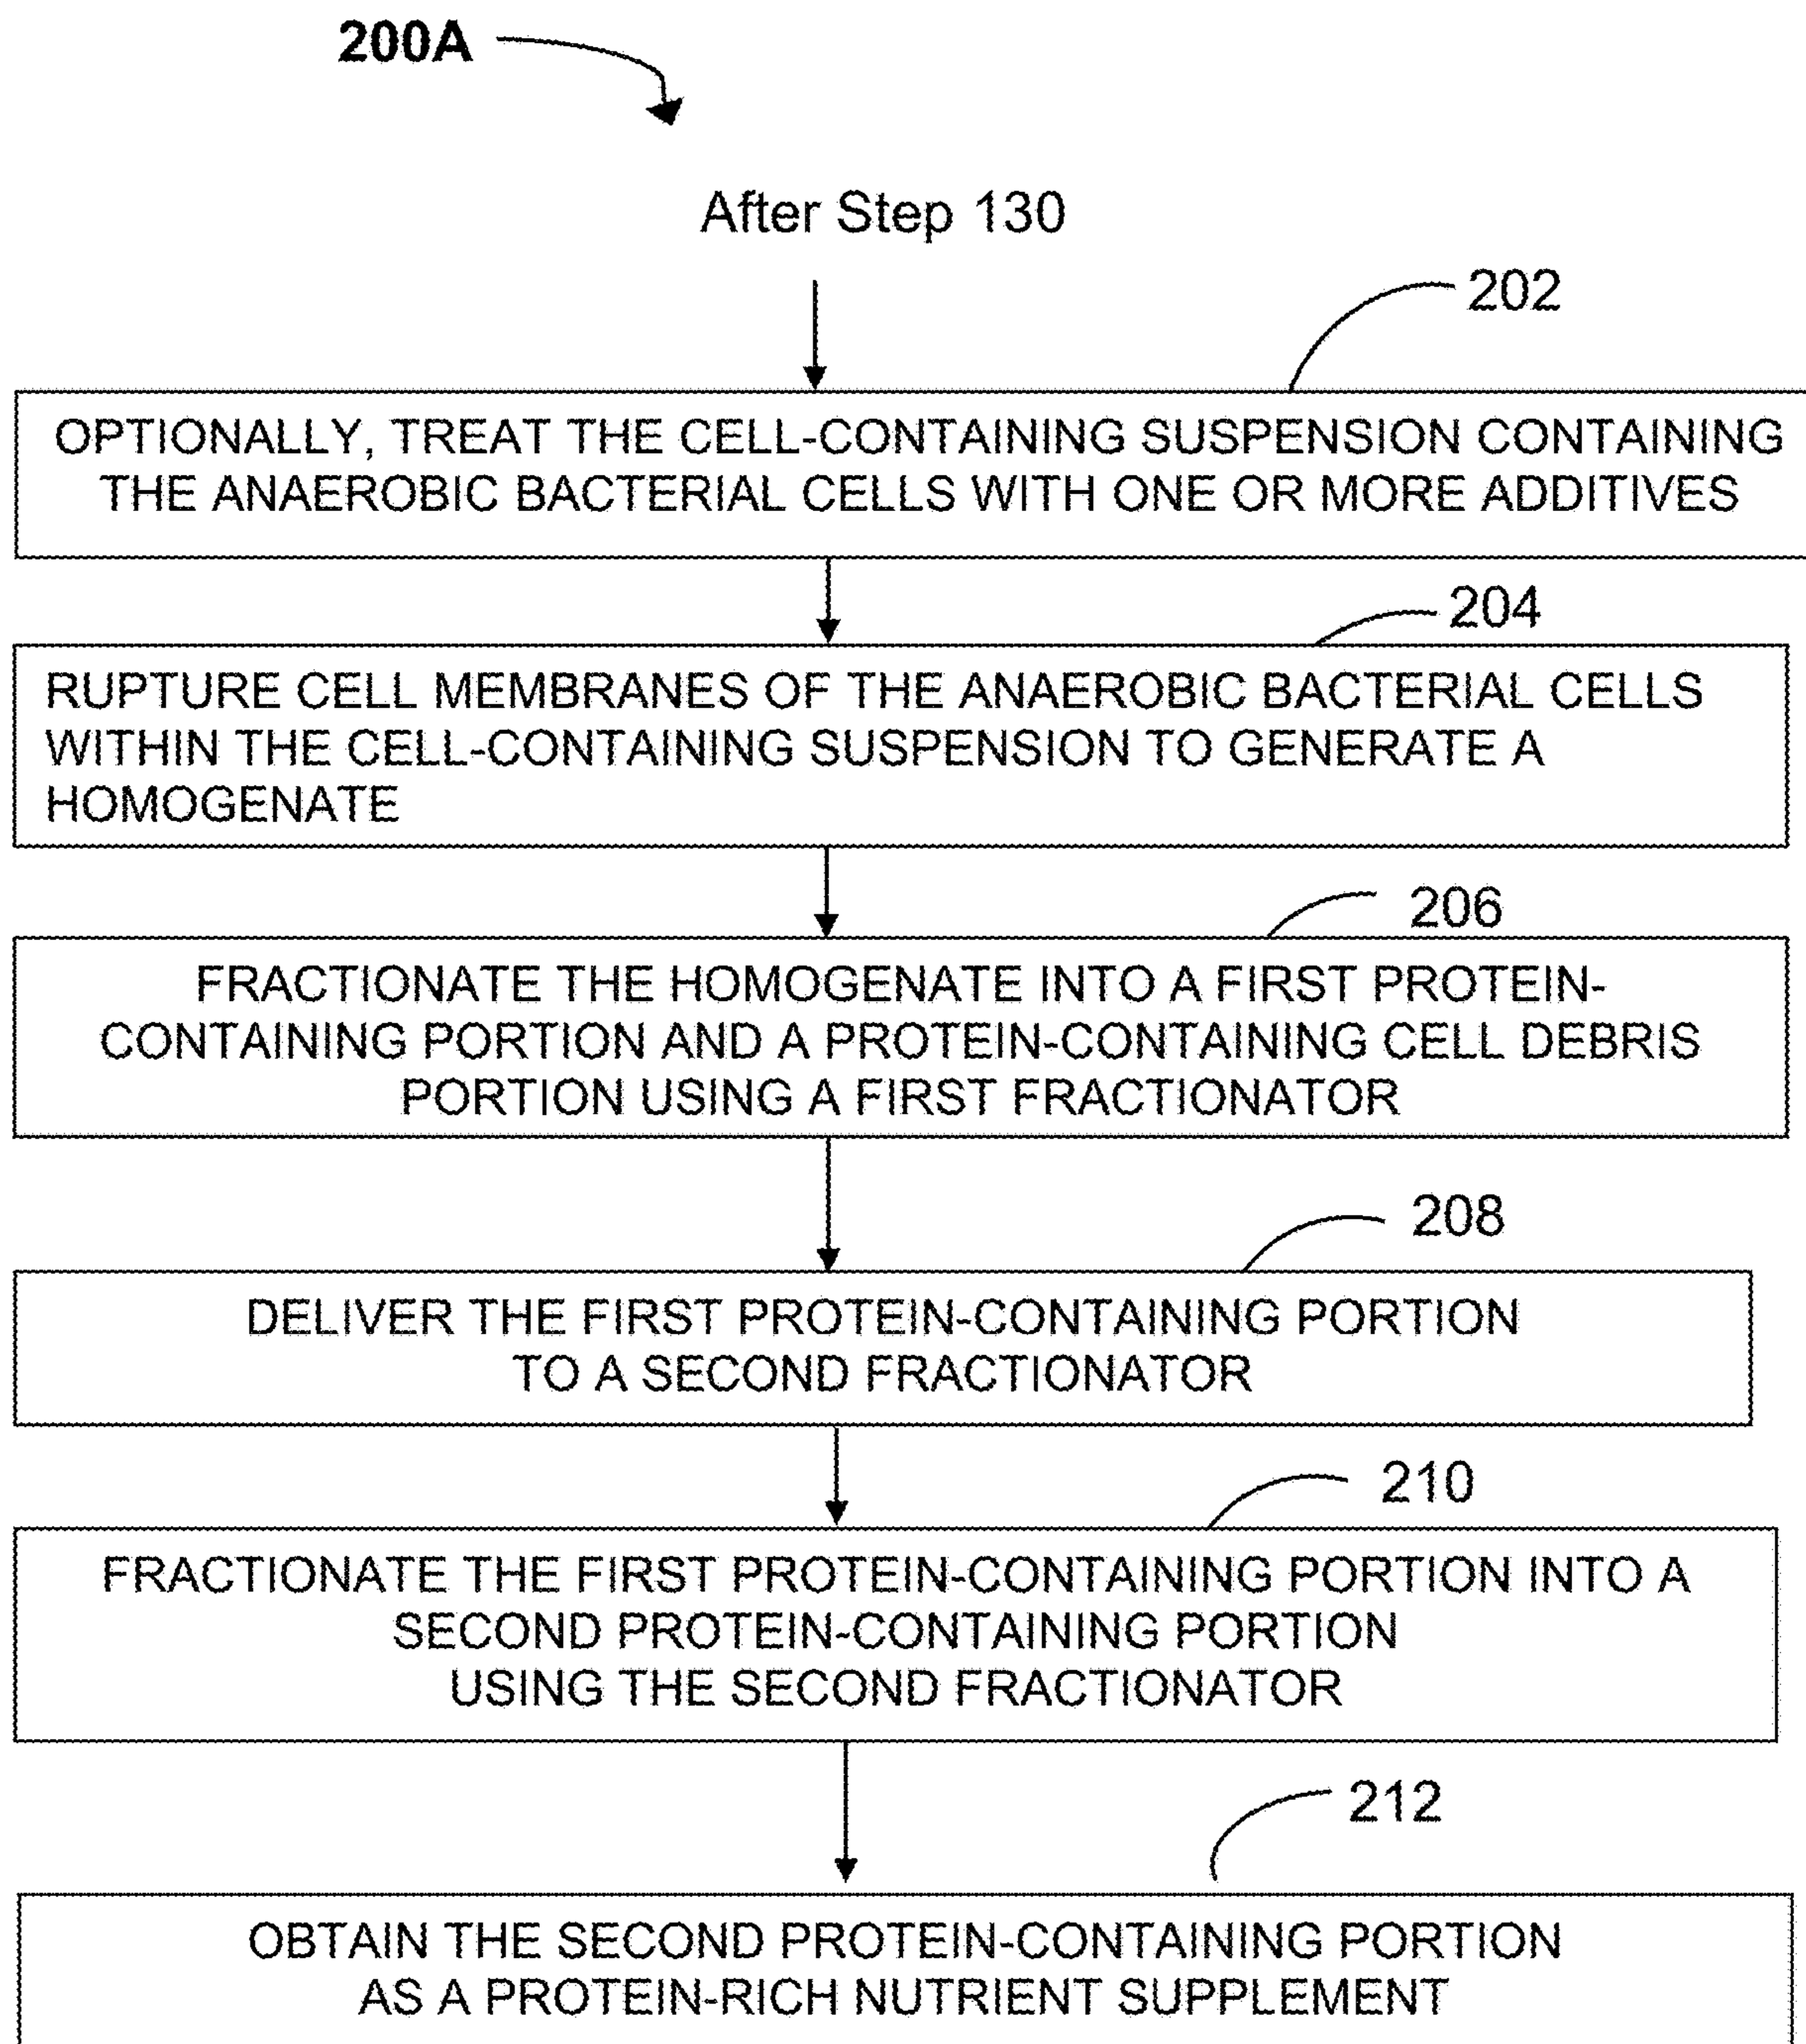 200A
After Step 130
202
OPTIONALLY, TREAT THE CELL-CONTAINING SUSPENSION CONTAINING
THE ANAEROBIC BACTERIAL CELLS WITH ONE OR MORE ADDITIVES
204
RUPTURE CELL MEMBRANES OF THE ANAEROBIC BACTERIAL CELLS
WITHIN THE CELL-CONTAINING SUSPENSION TO GENERATE A
HOMOGENATE
206
FRACTIONATE THE HOMOGENATE INTO A FIRST PROTEIN-
CONTAINING PORTION AND A PROTEIN-CONTAINING CELL DEBRIS
PORTION USING A FIRST FRACTIONATOR
208
DELIVER THE FIRST PROTEIN-CONTAINING PORTION
TO A SECOND FRACTIONATOR
210
FRACTIONATE THE FIRST PROTEIN-CONTAINING PORTION INTO A
SECOND PROTEIN-CONTAINING PORTION
USING THE SECOND FRACTIONATOR
212
OBTAIN THE SECOND PROTEIN-CONTAINING PORTION
AS A PROTEIN-RICH NUTRIENT SUPPLEMENT